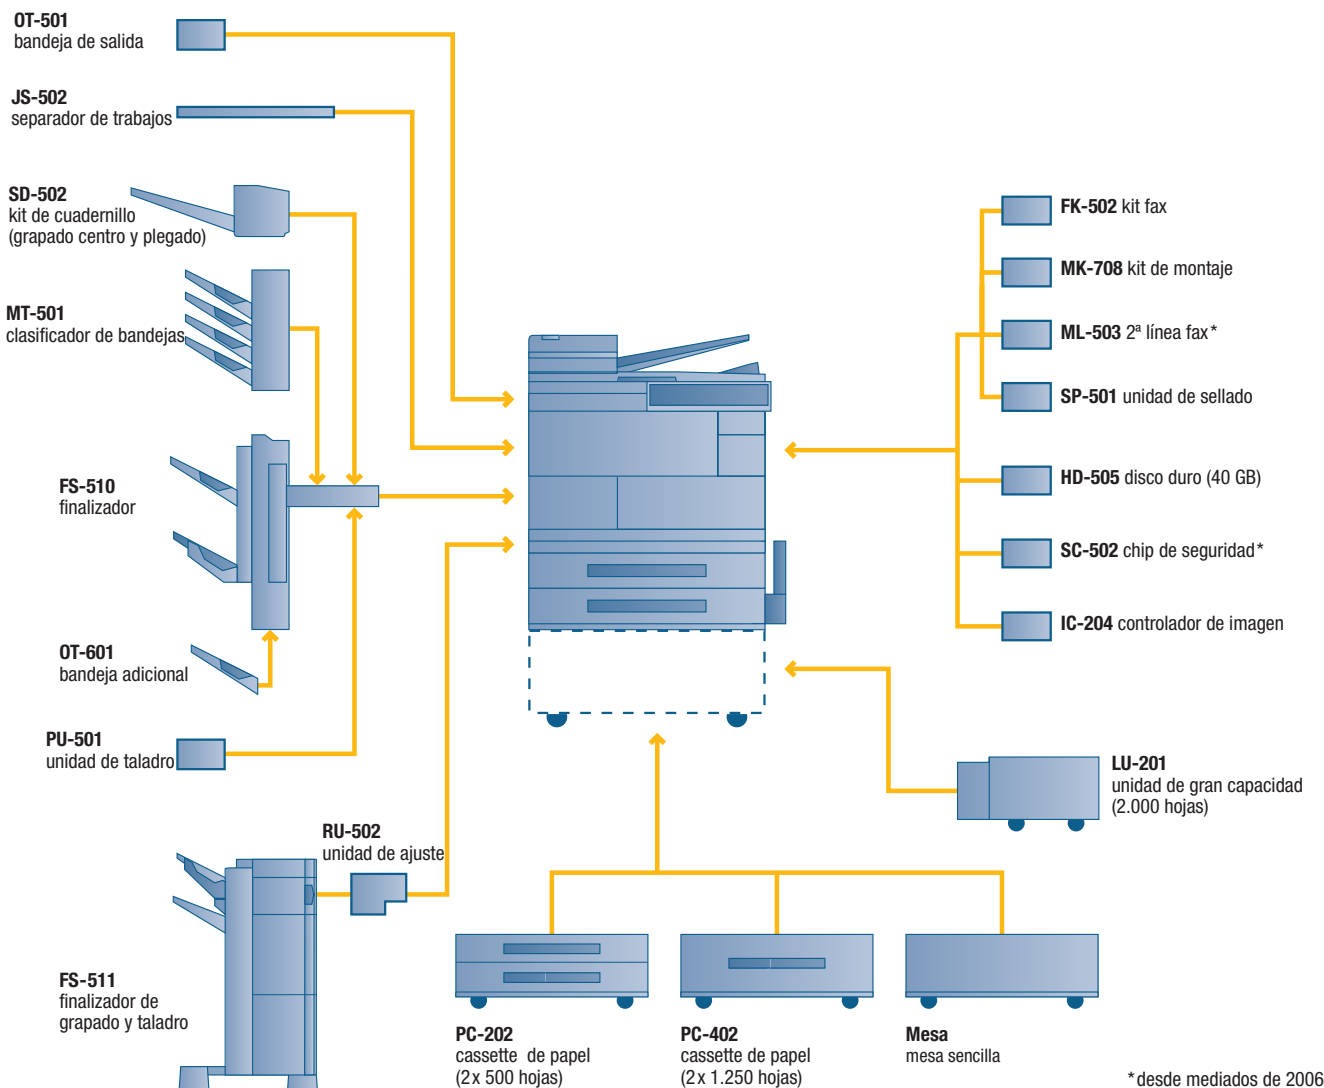 OT-501
bandeja de salida
JS-502
separador de trabajos
SD-502
kit de cuadernillo
(grapado centro y plegado)
MT-501
clasificador de bandejas
FS-510
finalizador
OT-601
bandeja adicional
PU-501
unidad de taladro
RU-502
unidad de ajuste
FS-511
finalizador de
grapado y taladro
FK-502 kit fax
MK-708 kit de montaje
ML-503 2ª línea fax*
SP-501 unidad de sellado
HD-505 disco duro (40 GB)
SC-502 chip de seguridad*
IC-204 controlador de imagen
LU-201
unidad de gran capacidad
(2.000 hojas)
PC-202
cassette de papel
(2x 500 hojas)
PC-402
cassette de papel
(2x 1.250 hojas)
Mesa
mesa sencilla
*desde mediados de 2006